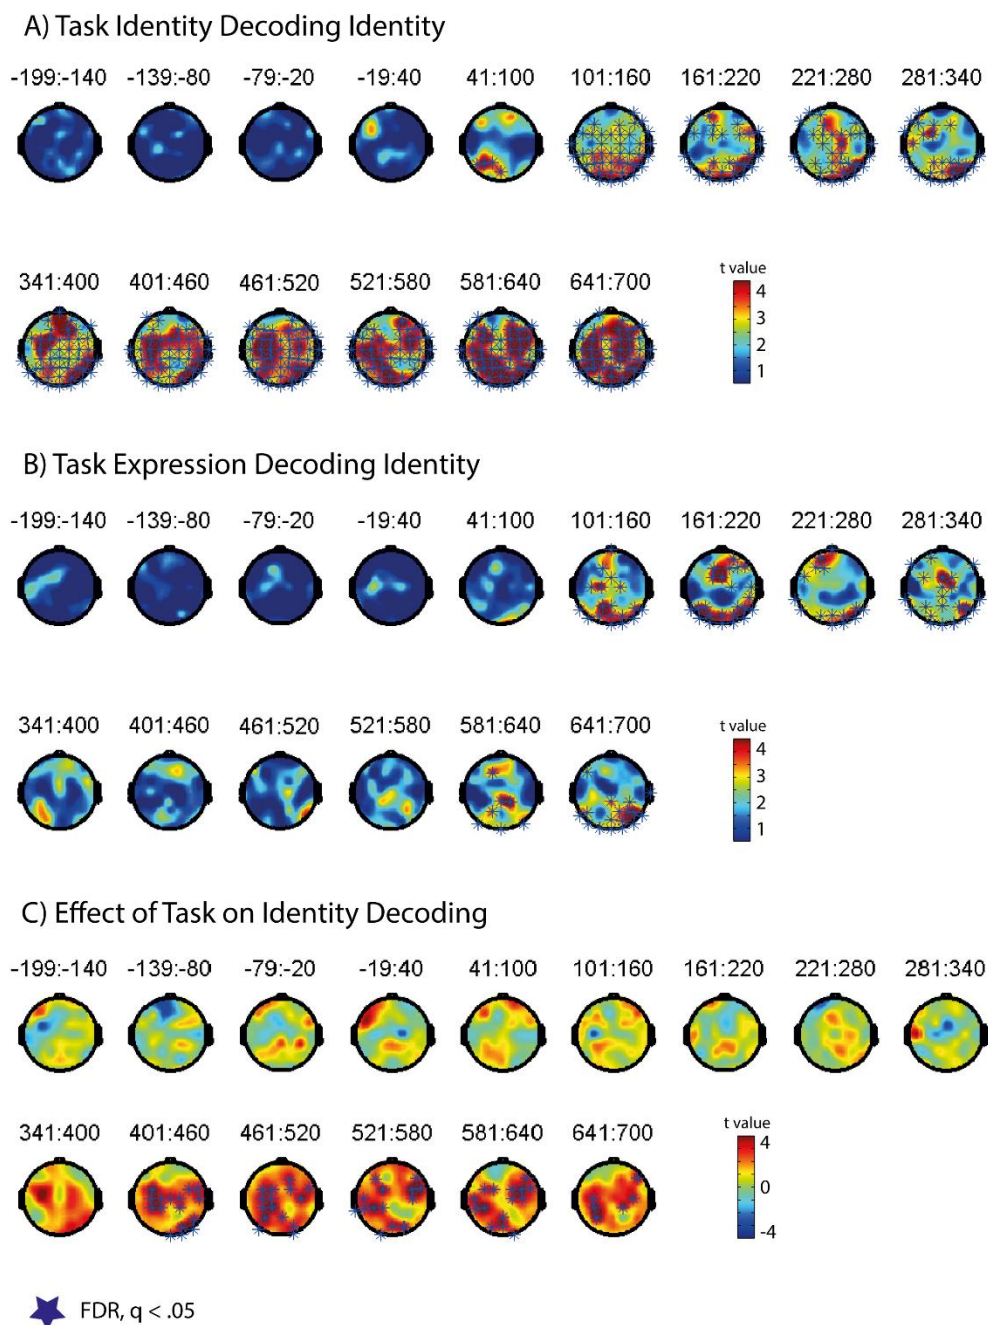 A) Task Identity Decoding Identity
-199:-140 -139:-80 -79:-20 -19:40 41:100 101:160 161:220 221:280 281:340
341:400 401:460 461:520 521:580 581:640 641:700
t value
4
3
2
1
B) Task Expression Decoding Identity
-199:-140 -139:-80 -79:-20 -19:40 41:100 101:160 161:220 221:280 281:340
341:400 401:460 461:520 521:580 581:640 641:700
t value
4
3
2
1
C) Effect of Task on Identity Decoding
-199:-140 -139:-80 -79:-20 -19:40 41:100 101:160 161:220 221:280 281:340
341:400 401:460 461:520 521:580 581:640 641:700
t value
4
0
-4
FDR, q < .05